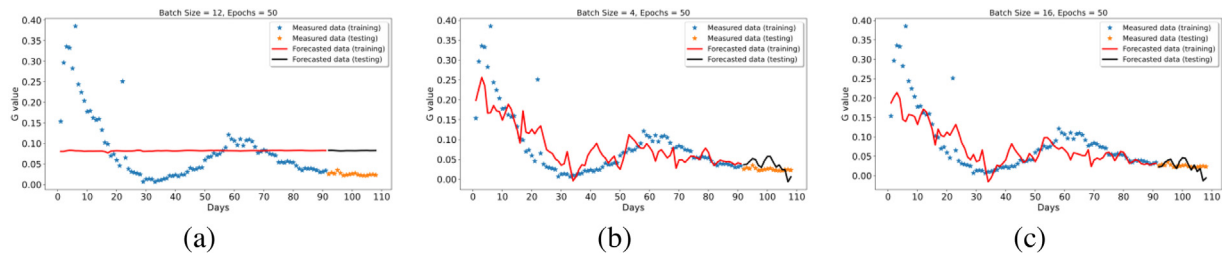 Batch Size = 12, Epochs = 50
G value
0.40
0.35
0.30
0.25
0.20
0.15
0.10
0.05
0.00
Measured data (training)
Measured data (testing)
Forecasted data (training)
Forecasted data (testing)
0 10 20 30 40 50 60 70 80 90 100 110
Days
(a)
Batch Size = 4, Epochs = 50
G value
0.40
0.35
0.30
0.25
0.20
0.15
0.10
0.05
0.00
Measured data (training)
Measured data (testing)
Forecasted data (training)
Forecasted data (testing)
0 10 20 30 40 50 60 70 80 90 100 110
Days
(b)
Batch Size = 16, Epochs = 50
G value
0.40
0.35
0.30
0.25
0.20
0.15
0.10
0.05
0.00
Measured data (training)
Measured data (testing)
Forecasted data (training)
Forecasted data (testing)
0 10 20 30 40 50 60 70 80 90 100 110
Days
(c)